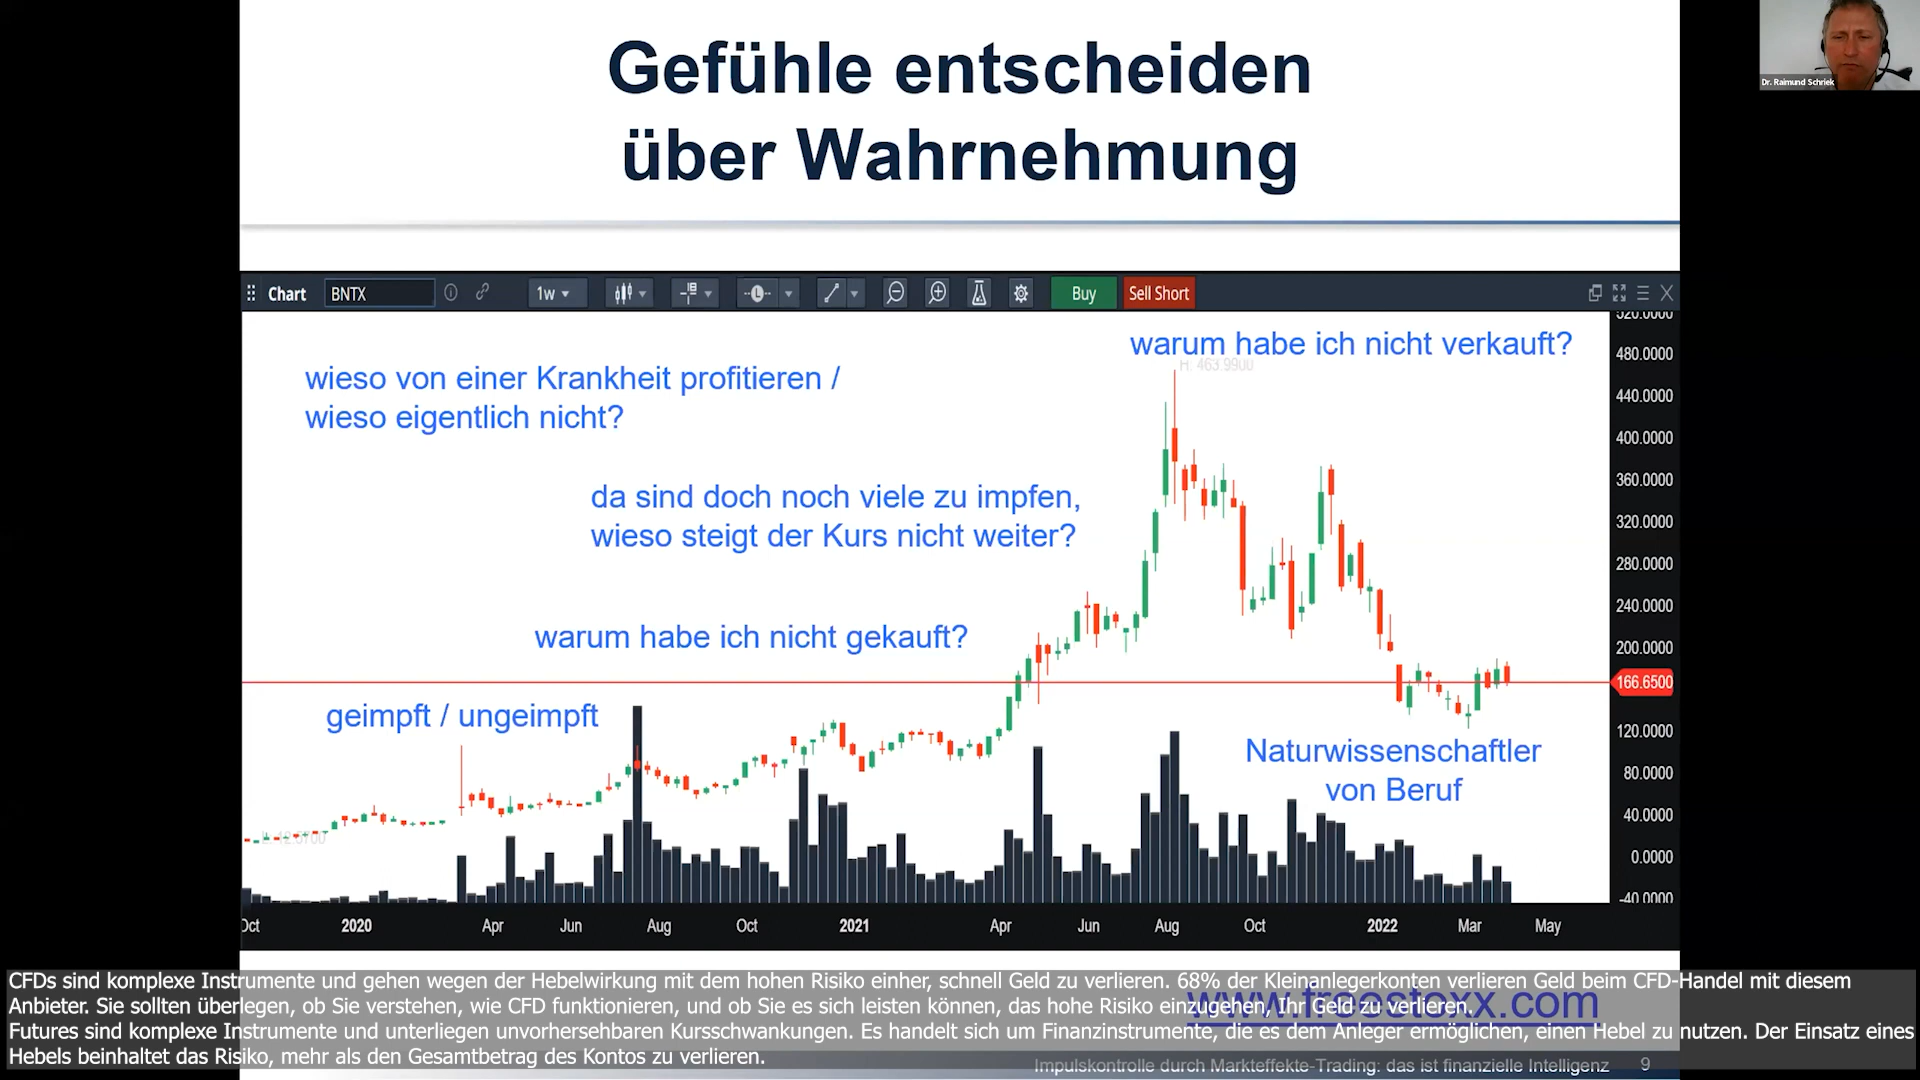 Gefühle entscheiden
über Wahrnehmung
Dr. Raimund Schriek
Chart BNTX 1w Buy Sell Short
520.0000
warum habe ich nicht verkauft?
H: 463.9900
480.0000
wieso von einer Krankheit profitieren /
wieso eigentlich nicht?
440.0000
400.0000
360.0000
da sind doch noch viele zu impfen,
wieso steigt der Kurs nicht weiter?
320.0000
280.0000
240.0000
warum habe ich nicht gekauft?
200.0000
166.6500
geimpft / ungeimpft
120.0000
Naturwissenschaftler
von Beruf
80.0000
40.0000
0.0000
-40.0000
Oct 2020 Apr Jun Aug Oct 2021 Apr Jun Aug Oct 2022 Mar May
CFDs sind komplexe Instrumente und gehen wegen der Hebelwirkung mit dem hohen Risiko einher, schnell Geld zu verlieren. 68% der Kleinanlegerkonten verlieren Geld beim CFD-Handel mit diesem
Anbieter. Sie sollten überlegen, ob Sie verstehen, wie CFD funktionieren, und ob Sie es sich leisten können, das hohe Risiko einzugehen, Ihr Geld zu verlieren.
www.freestoxx.com
Futures sind komplexe Instrumente und unterliegen unvorhersehbaren Kursschwankungen. Es handelt sich um Finanzinstrumente, die es dem Anleger ermöglichen, einen Hebel zu nutzen. Der Einsatz eines
Hebels beinhaltet das Risiko, mehr als den Gesamtbetrag des Kontos zu verlieren.
Impulskontrolle durch Markteffekte-Trading: das ist finanzielle Intelligenz 9